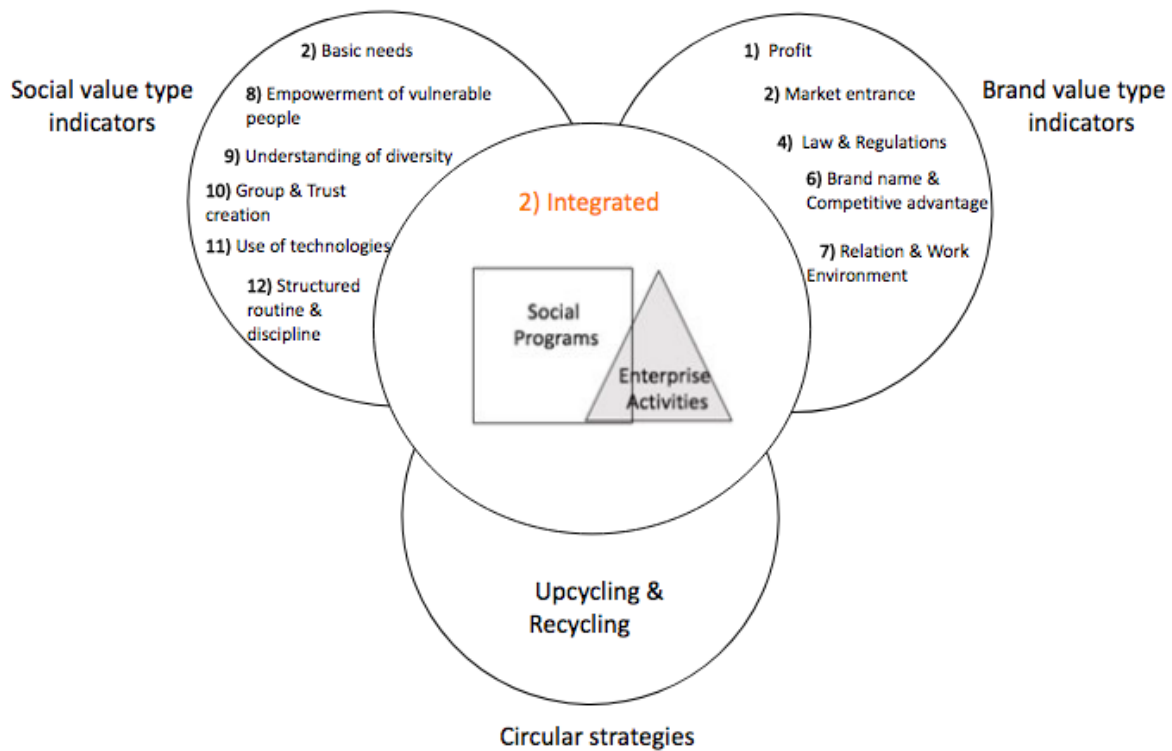 Social value type
indicators
2) Basic needs
8) Empowerment of vulnerable
people
9) Understanding of diversity
10) Group & Trust
creation
11) Use of technologies
12) Structured
routine &
discipline
Brand value type
indicators
1) Profit
2) Market entrance
4) Law & Regulations
6) Brand name &
Competitive advantage
7) Relation & Work
Environment
2) Integrated
Social
Programs
Enterprise
Activities
Upcycling &
Recycling
Circular strategies